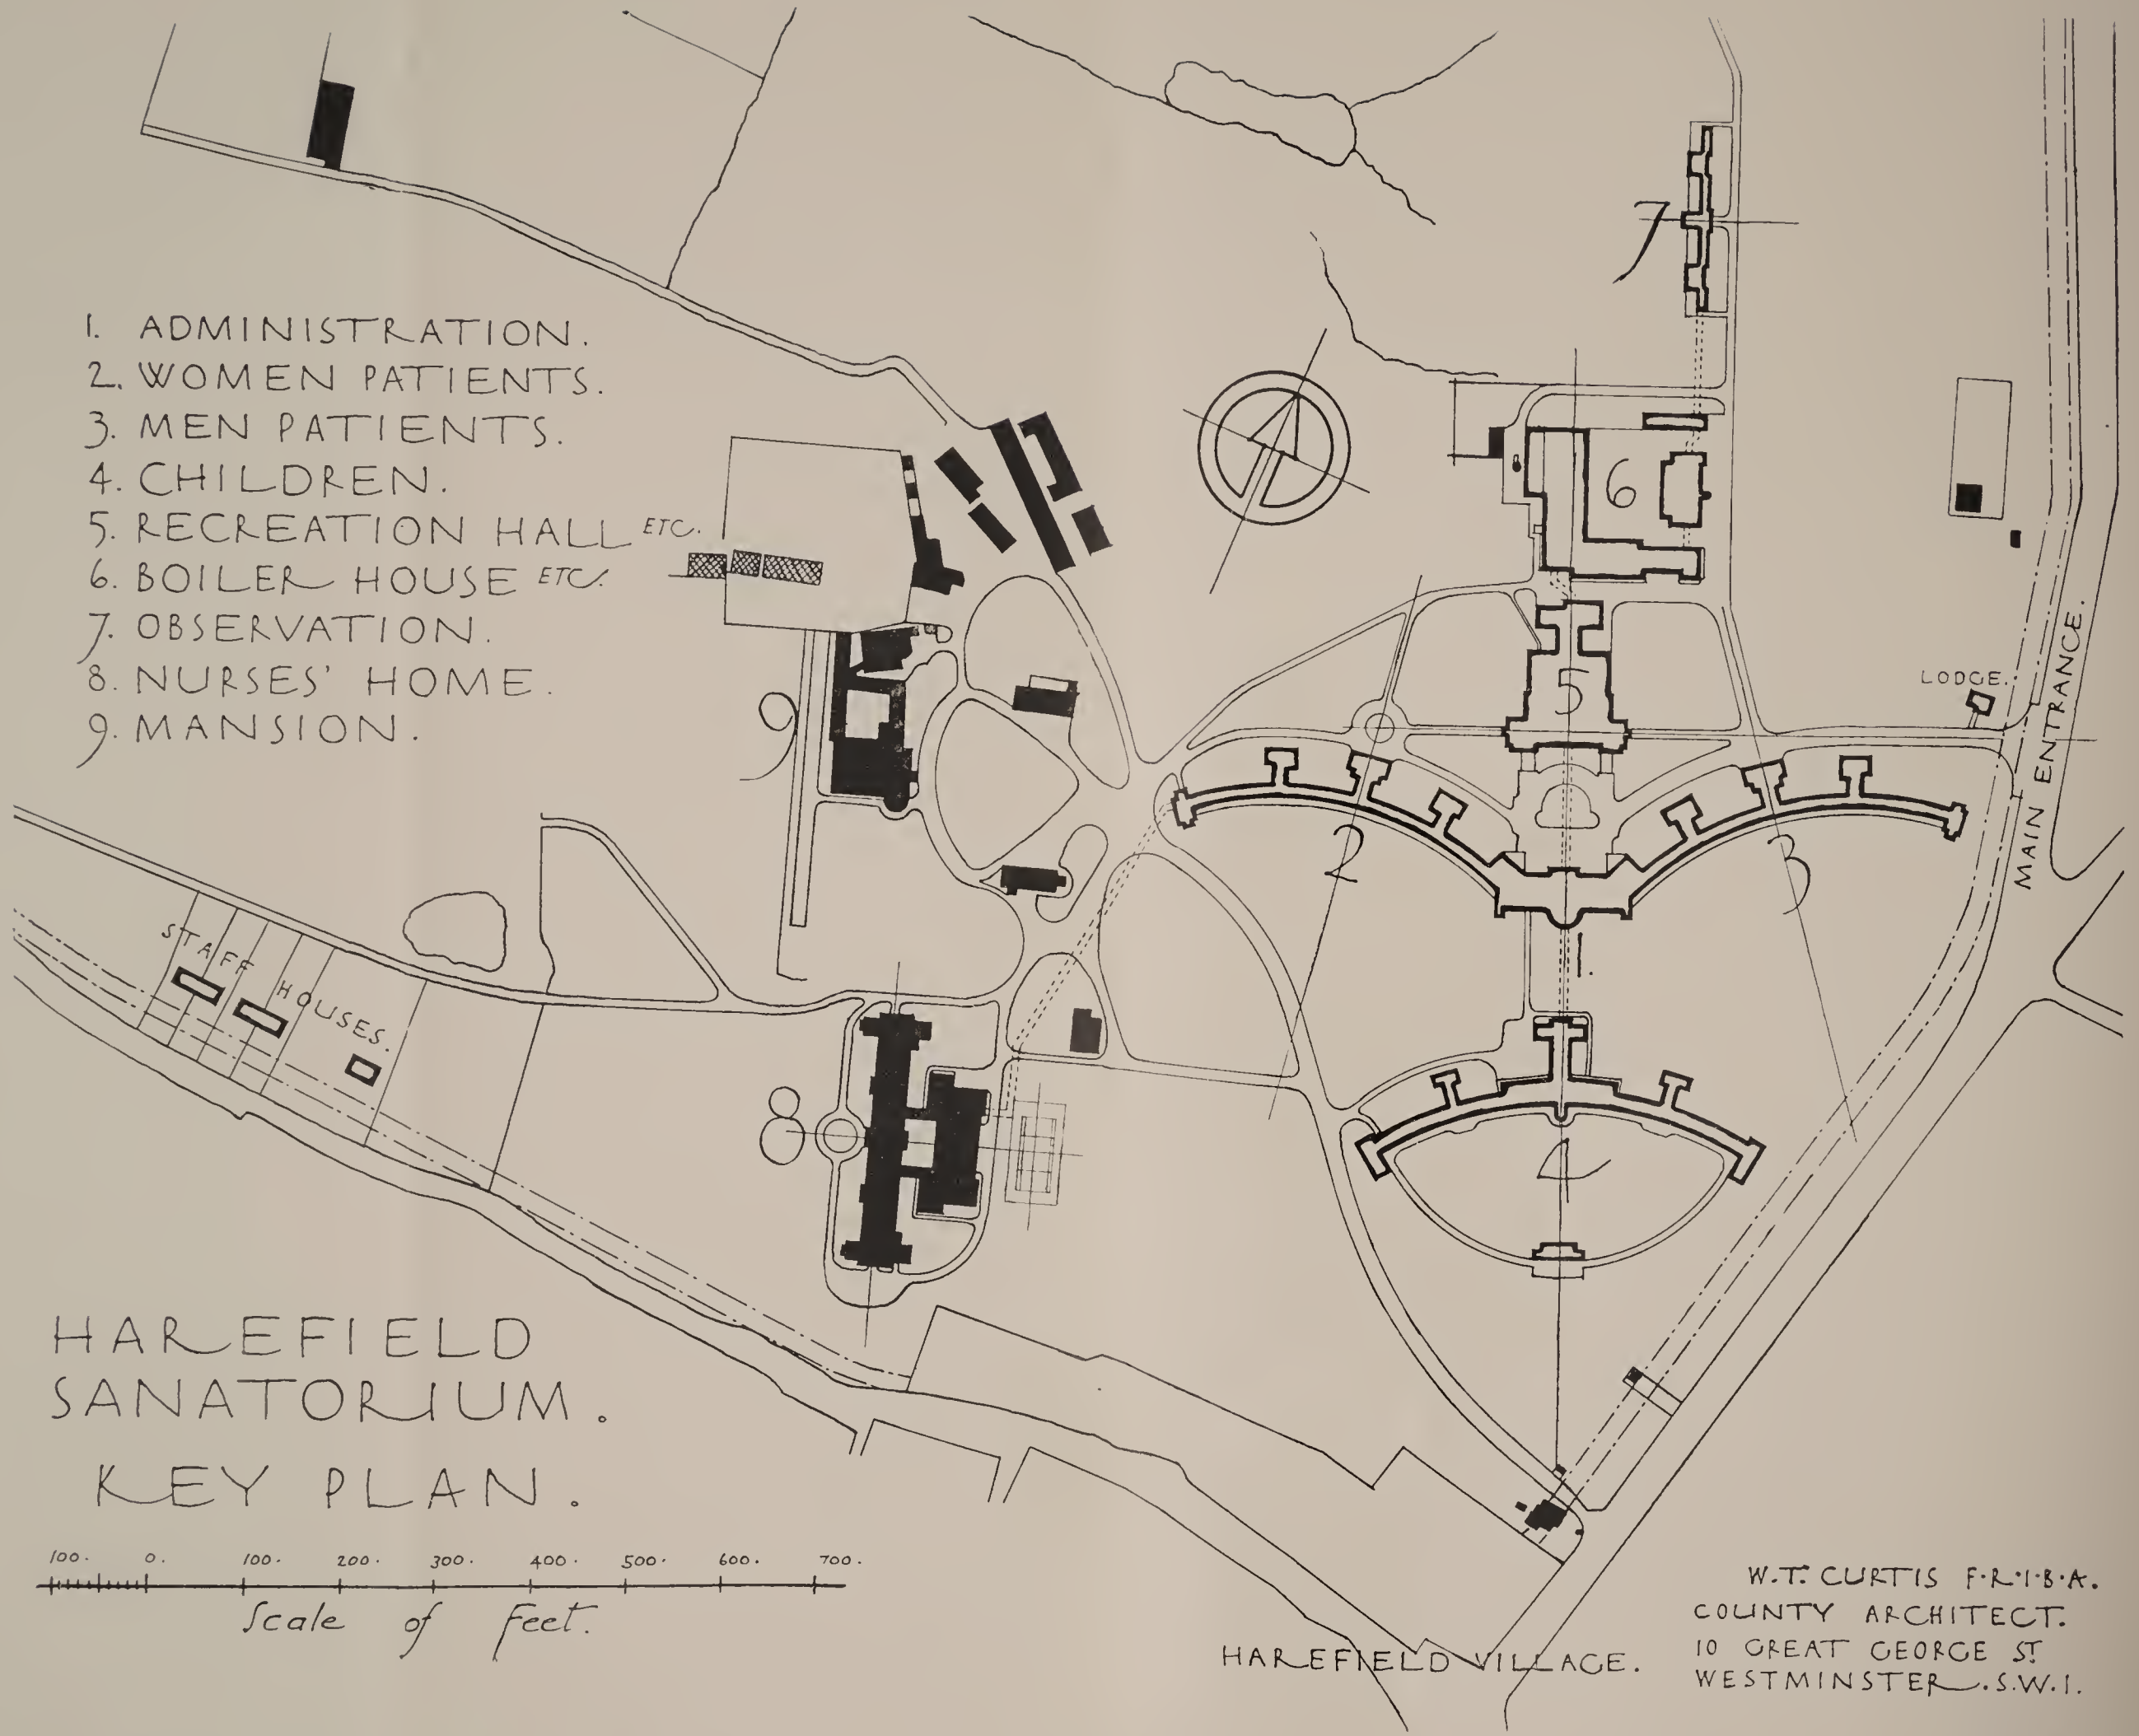 1. ADMINISTRATION.
2. WOMEN PATIENTS.
3. MEN PATIENTS.
4. CHILDREN.
5. RECREATION HALL ETC.
6. BOILER HOUSE ETC.
7. OBSERVATION.
8. NURSES' HOME.
9. MANSION.
7
6
5
9
LODGE.
MAIN ENTRANCE.
2
3
1.
STAFF HOUSES.
8
4
HAREFIELD
SANATORIUM.
KEY PLAN.
100. 0. 100. 200. 300. 400. 500. 600. 700.
Scale of Feet.
HAREFIELD VILLAGE.
W.T. CURTIS F.R.I.B.A.
COUNTY ARCHITECT.
10 GREAT GEORGE ST.
WESTMINSTER. S.W.1.